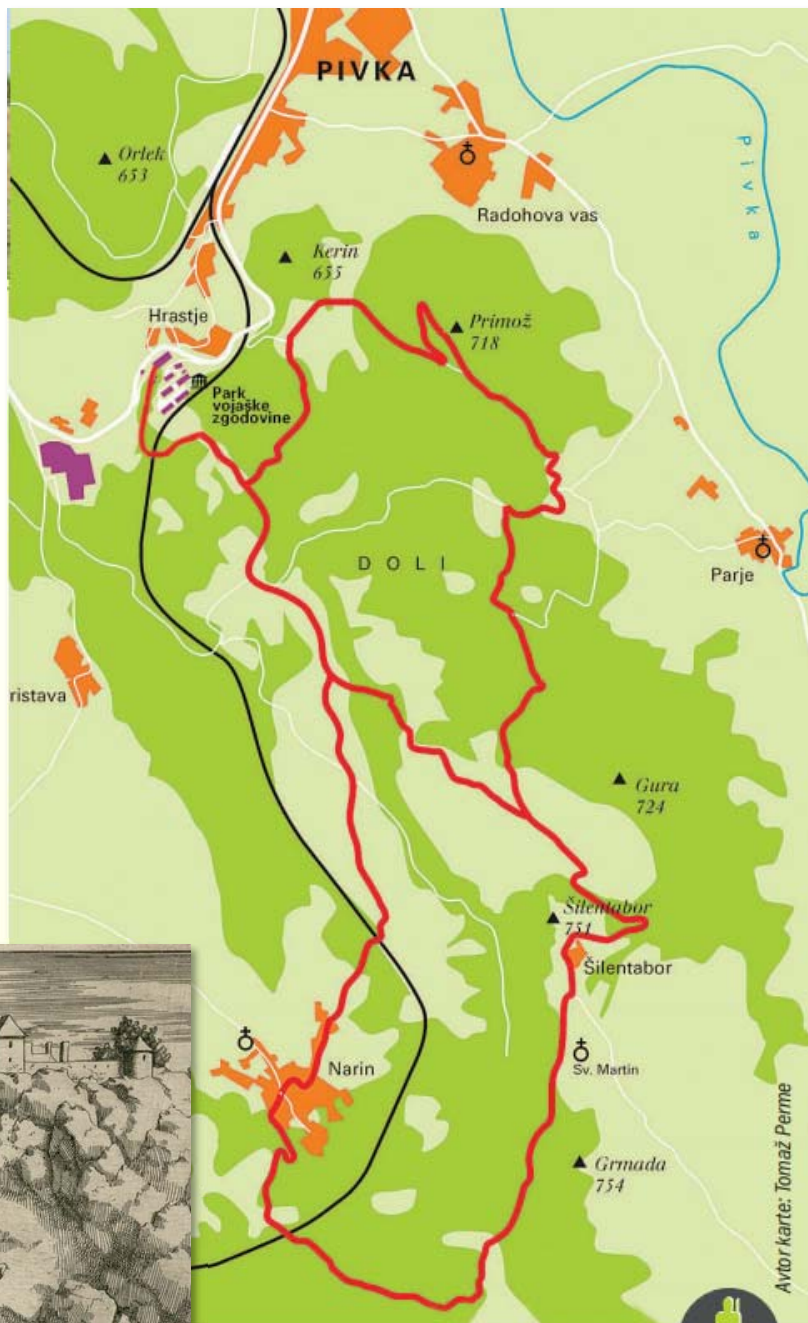 PIVKA
Orlek
653
Pivka
Radohova vas
Kerin
655
Hrastje
Primož
718
Park
vojaške
zgodovine
DOLI
Parje
ristava
Gura
724
Šilentabor
751
Šilentabor
Narin
Sv. Martin
Grmada
754
Avtor karte: Tomaž Perme